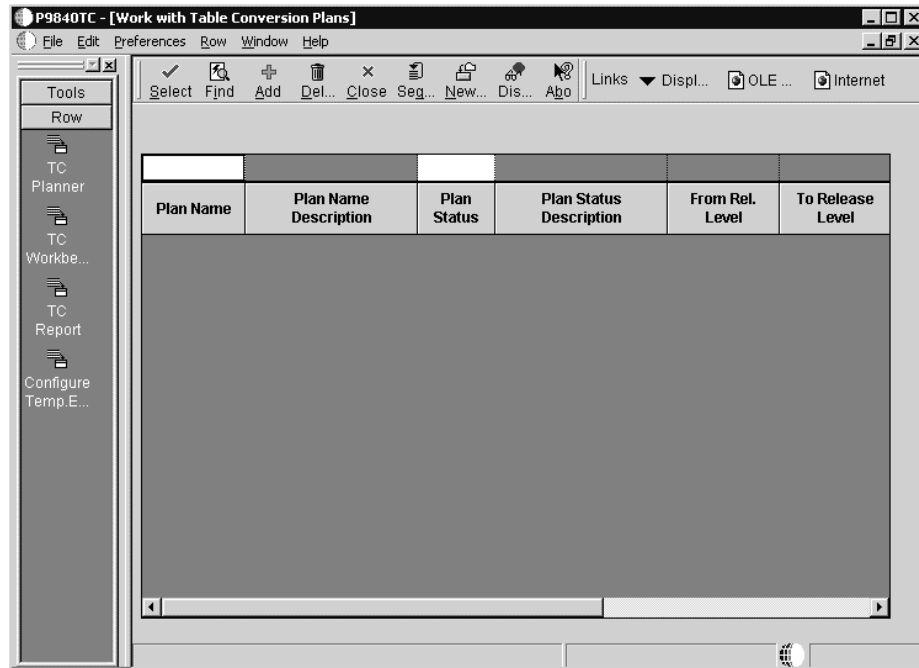 P9840TC - [Work with Table Conversion Plans]
File Edit Preferences Row Window Help
Select Find Add Del... Close Seq... New... Dis... Abo Links Displ... OLE ... Internet
Tools
Row
TC
Planner
TC
Workbe...
TC
Report
Configure
Temp.E...
Plan Name
Plan Name
Description
Plan
Status
Plan Status
Description
From Rel.
Level
To Release
Level